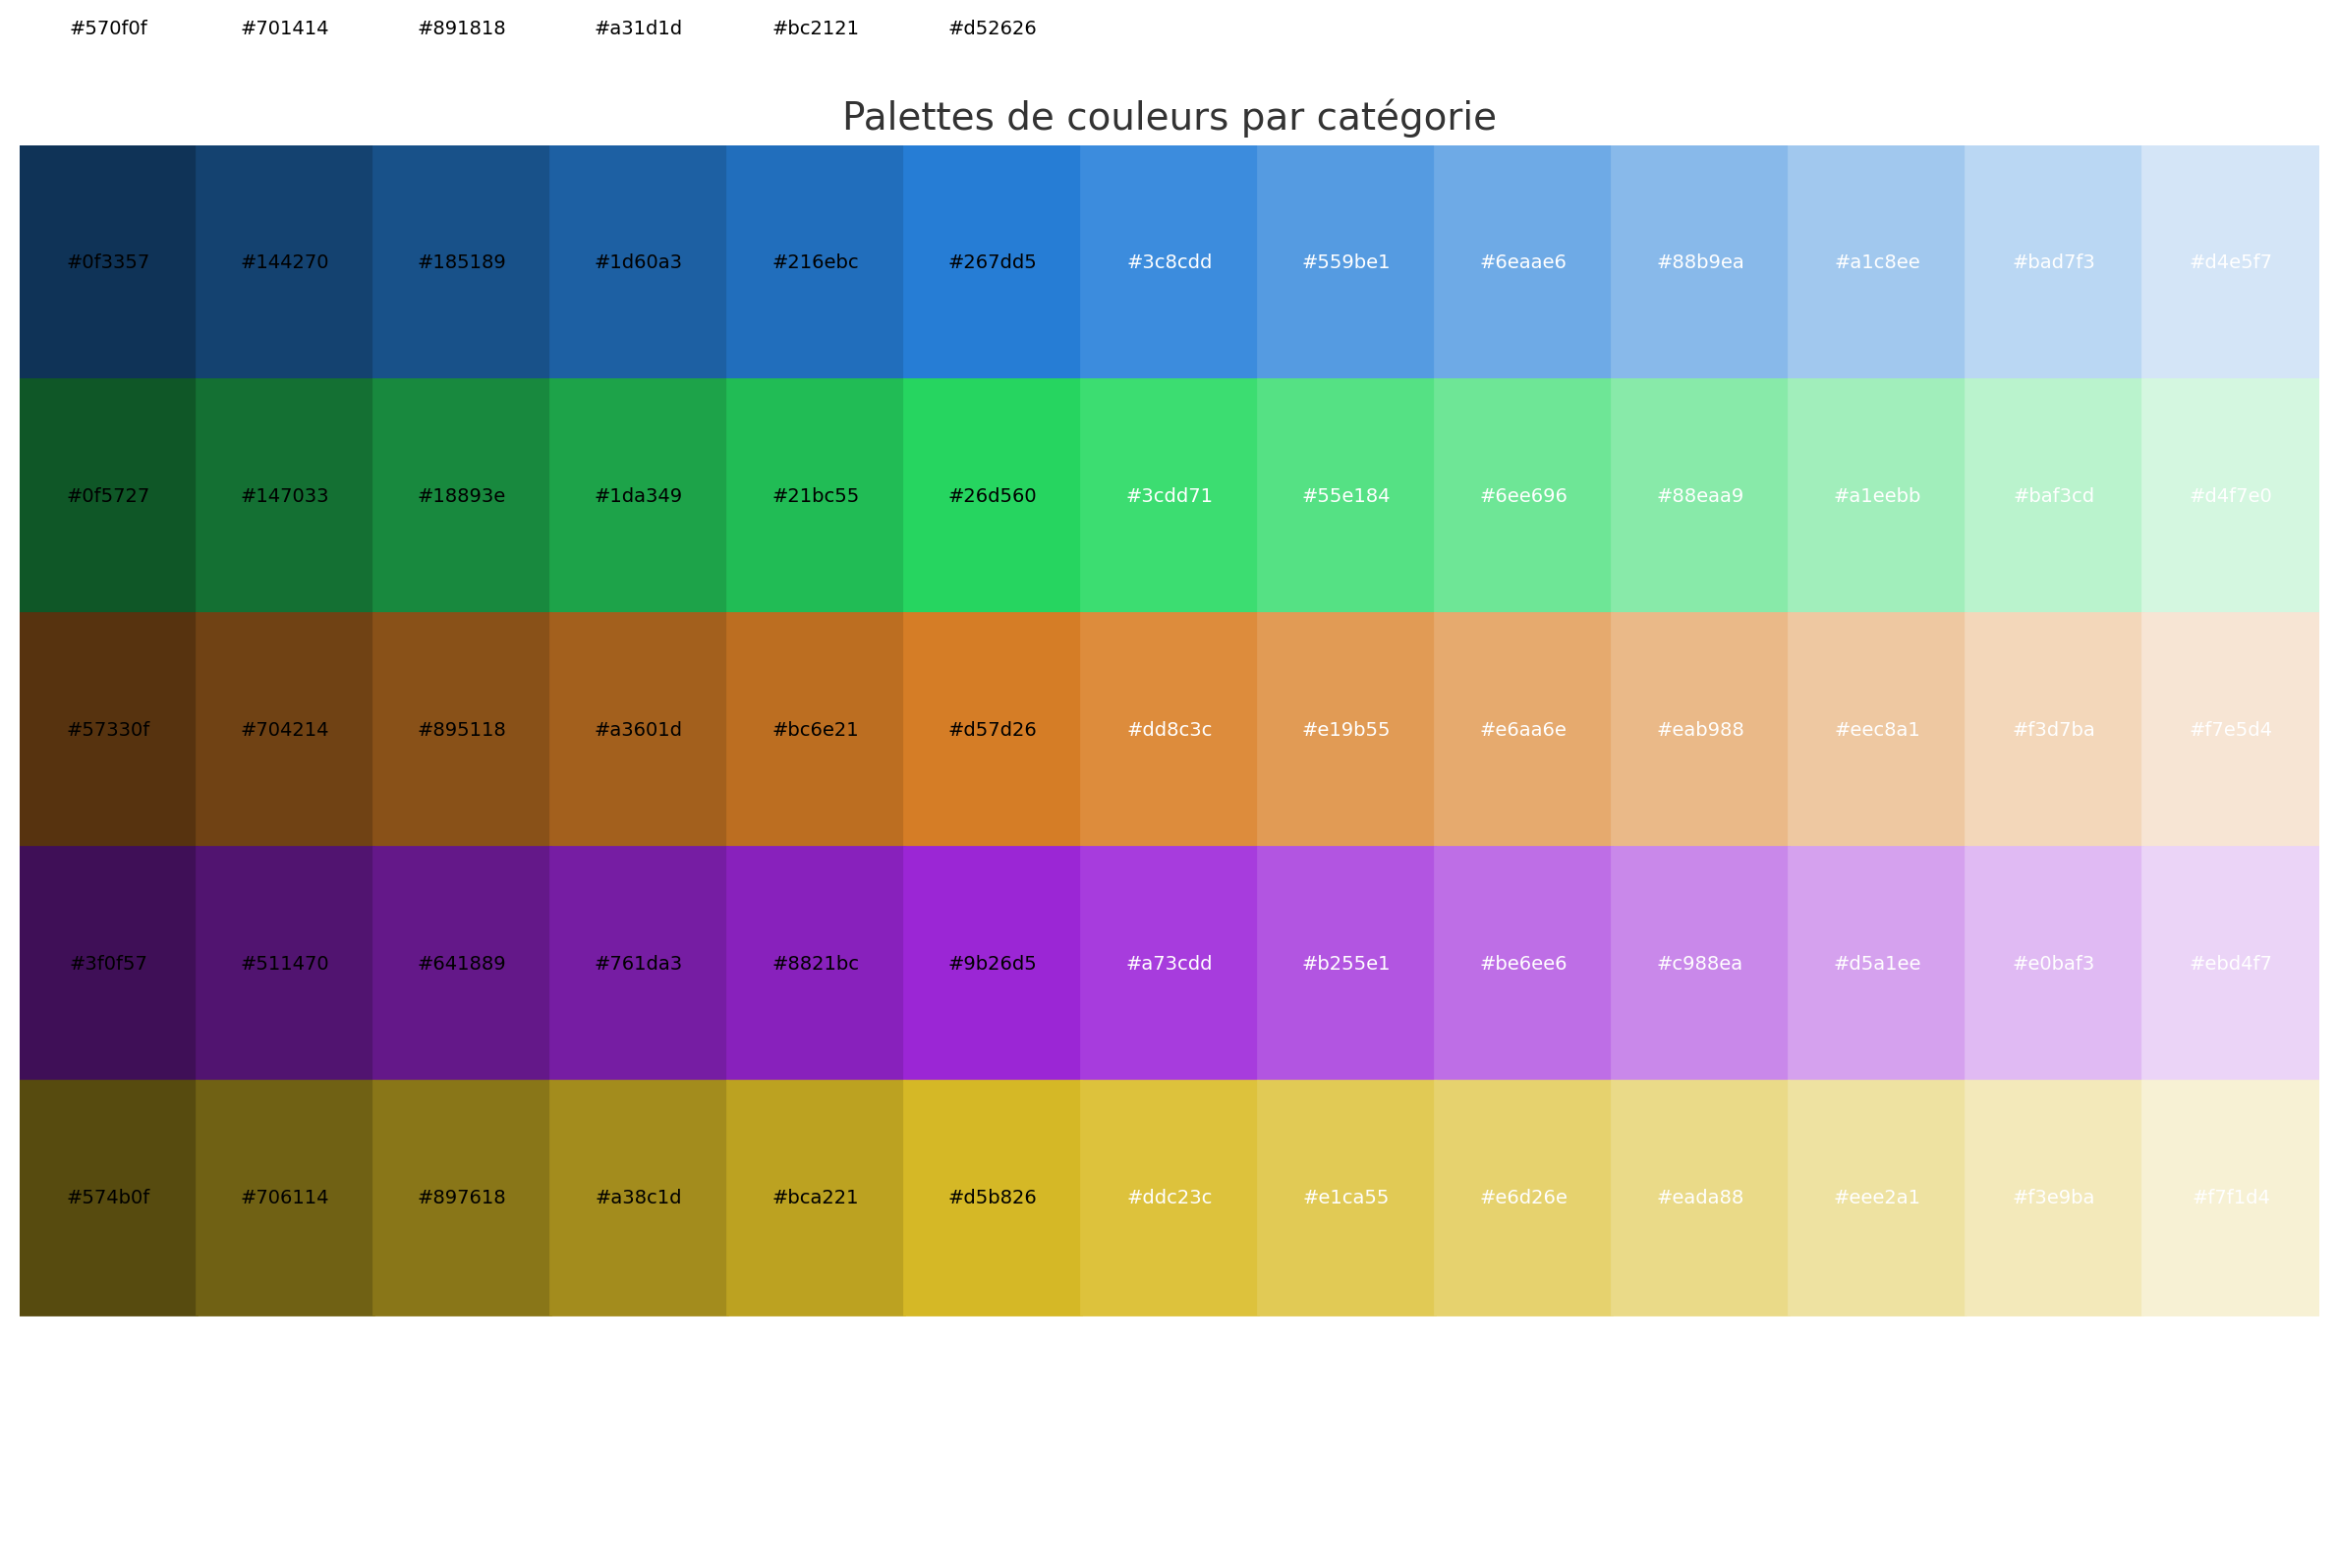 #570f0f #701414 #891818 #a31d1d #bc2121 #d52626
Palettes de couleurs par catégorie
#0f3357 #144270 #185189 #1d60a3 #216ebc #267dd5 #3c8cdd #559be1 #6eaae6 #88b9ea #a1c8ee #bad7f3 #d4e5f7
#0f5727 #147033 #18893e #1da349 #21bc55 #26d560 #3cdd71 #55e184 #6ee696 #88eaa9 #a1eebb #baf3cd #d4f7e0
#57330f #704214 #895118 #a3601d #bc6e21 #d57d26 #dd8c3c #e19b55 #e6aa6e #eab988 #eec8a1 #f3d7ba #f7e5d4
#3f0f57 #511470 #641889 #761da3 #8821bc #9b26d5 #a73cdd #b255e1 #be6ee6 #c988ea #d5a1ee #e0baf3 #ebd4f7
#574b0f #706114 #897618 #a38c1d #bca221 #d5b826 #ddc23c #e1ca55 #e6d26e #eada88 #eee2a1 #f3e9ba #f7f1d4